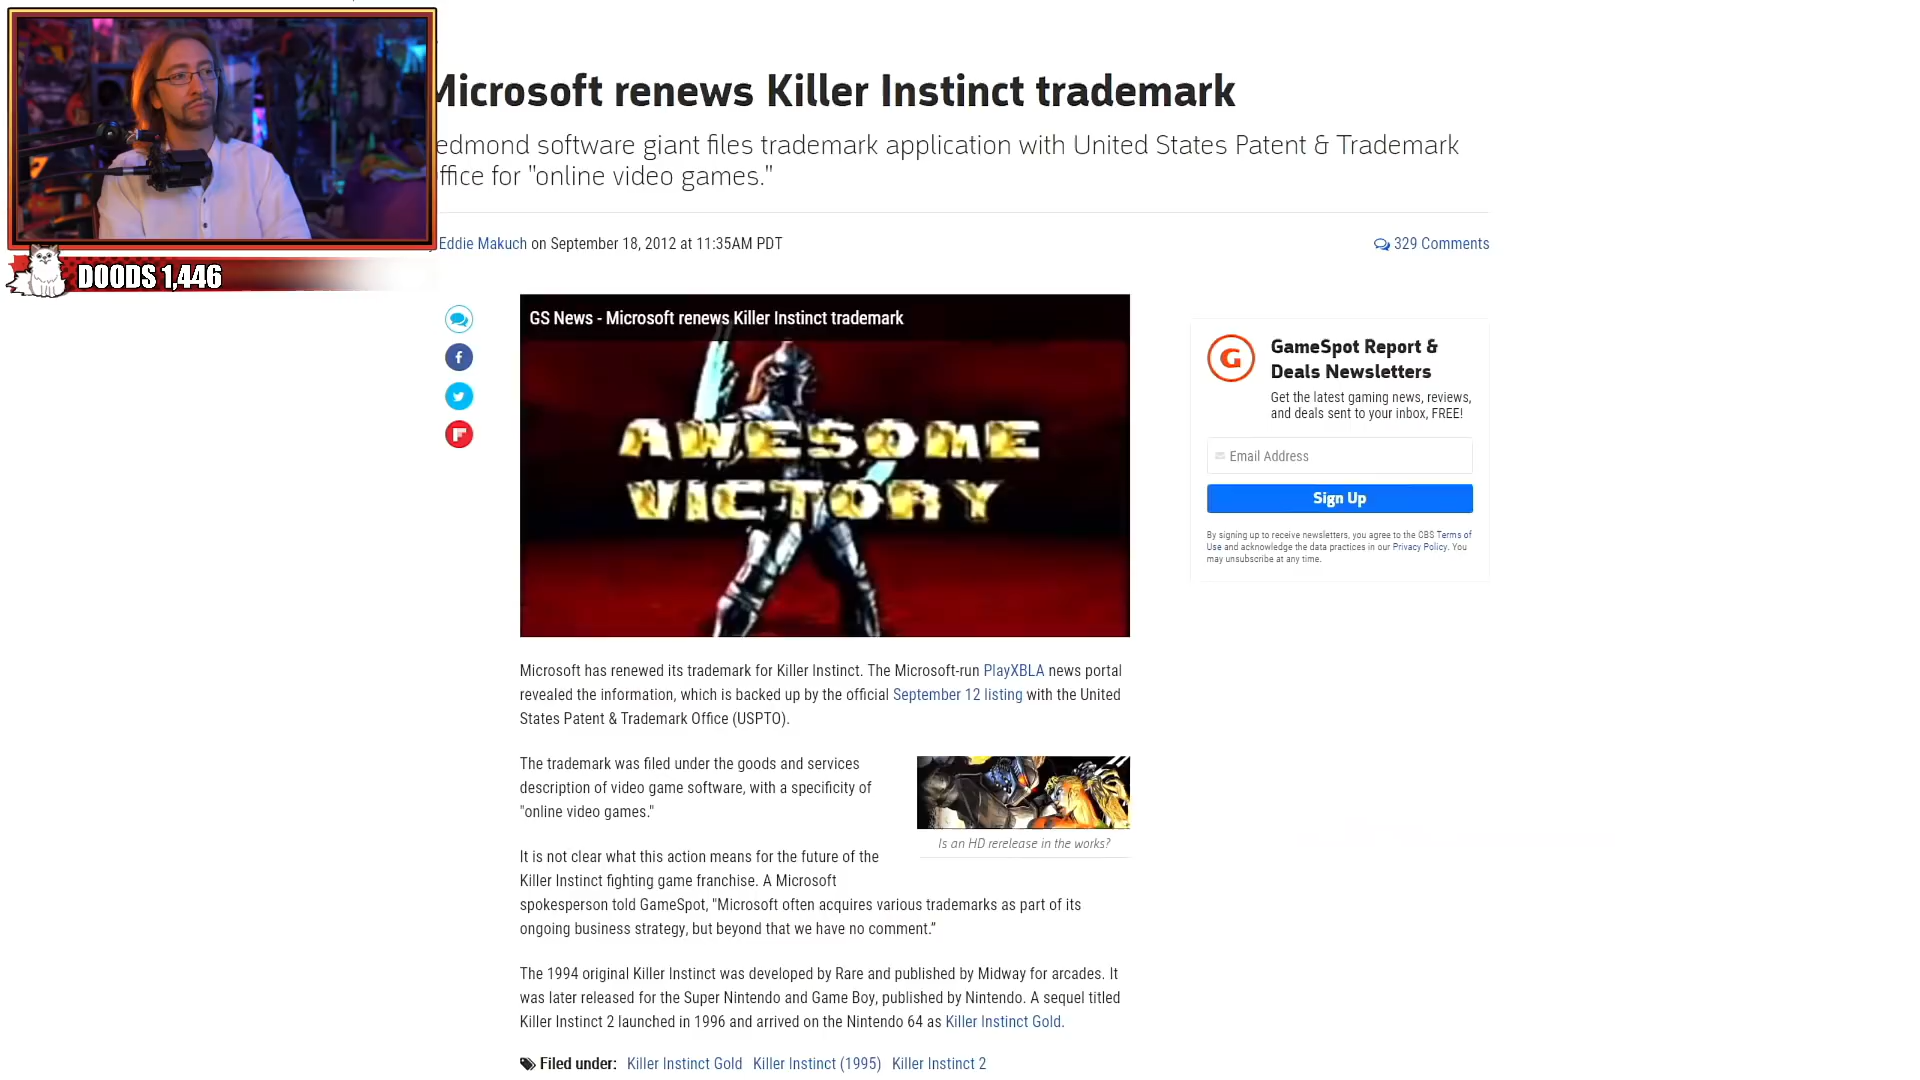 Microsoft renews Killer Instinct trademark
edmond software giant files trademark application with United States Patent & Trademark
ffice for "online video games."
Eddie Makuch on September 18, 2012 at 11:35AM PDT
329 Comments
DOODS 1,446
GS News - Microsoft renews Killer Instinct trademark
AWESOME
VICTORY
G
GameSpot Report &
Deals Newsletters
Get the latest gaming news, reviews,
and deals sent to your inbox, FREE!
Email Address
Sign Up
By signing up to receive newsletters, you agree to the CBS Terms of
Use and acknowledge the data practices in our Privacy Policy. You
may unsubscribe at any time.
Microsoft has renewed its trademark for Killer Instinct. The Microsoft-run PlayXBLA news portal
revealed the information, which is backed up by the official September 12 listing with the United
States Patent & Trademark Office (USPTO).
The trademark was filed under the goods and services
description of video game software, with a specificity of
"online video games."
Is an HD rerelease in the works?
It is not clear what this action means for the future of the
Killer Instinct fighting game franchise. A Microsoft
spokesperson told GameSpot, "Microsoft often acquires various trademarks as part of its
ongoing business strategy, but beyond that we have no comment."
The 1994 original Killer Instinct was developed by Rare and published by Midway for arcades. It
was later released for the Super Nintendo and Game Boy, published by Nintendo. A sequel titled
Killer Instinct 2 launched in 1996 and arrived on the Nintendo 64 as Killer Instinct Gold.
Filed under: Killer Instinct Gold Killer Instinct (1995) Killer Instinct 2